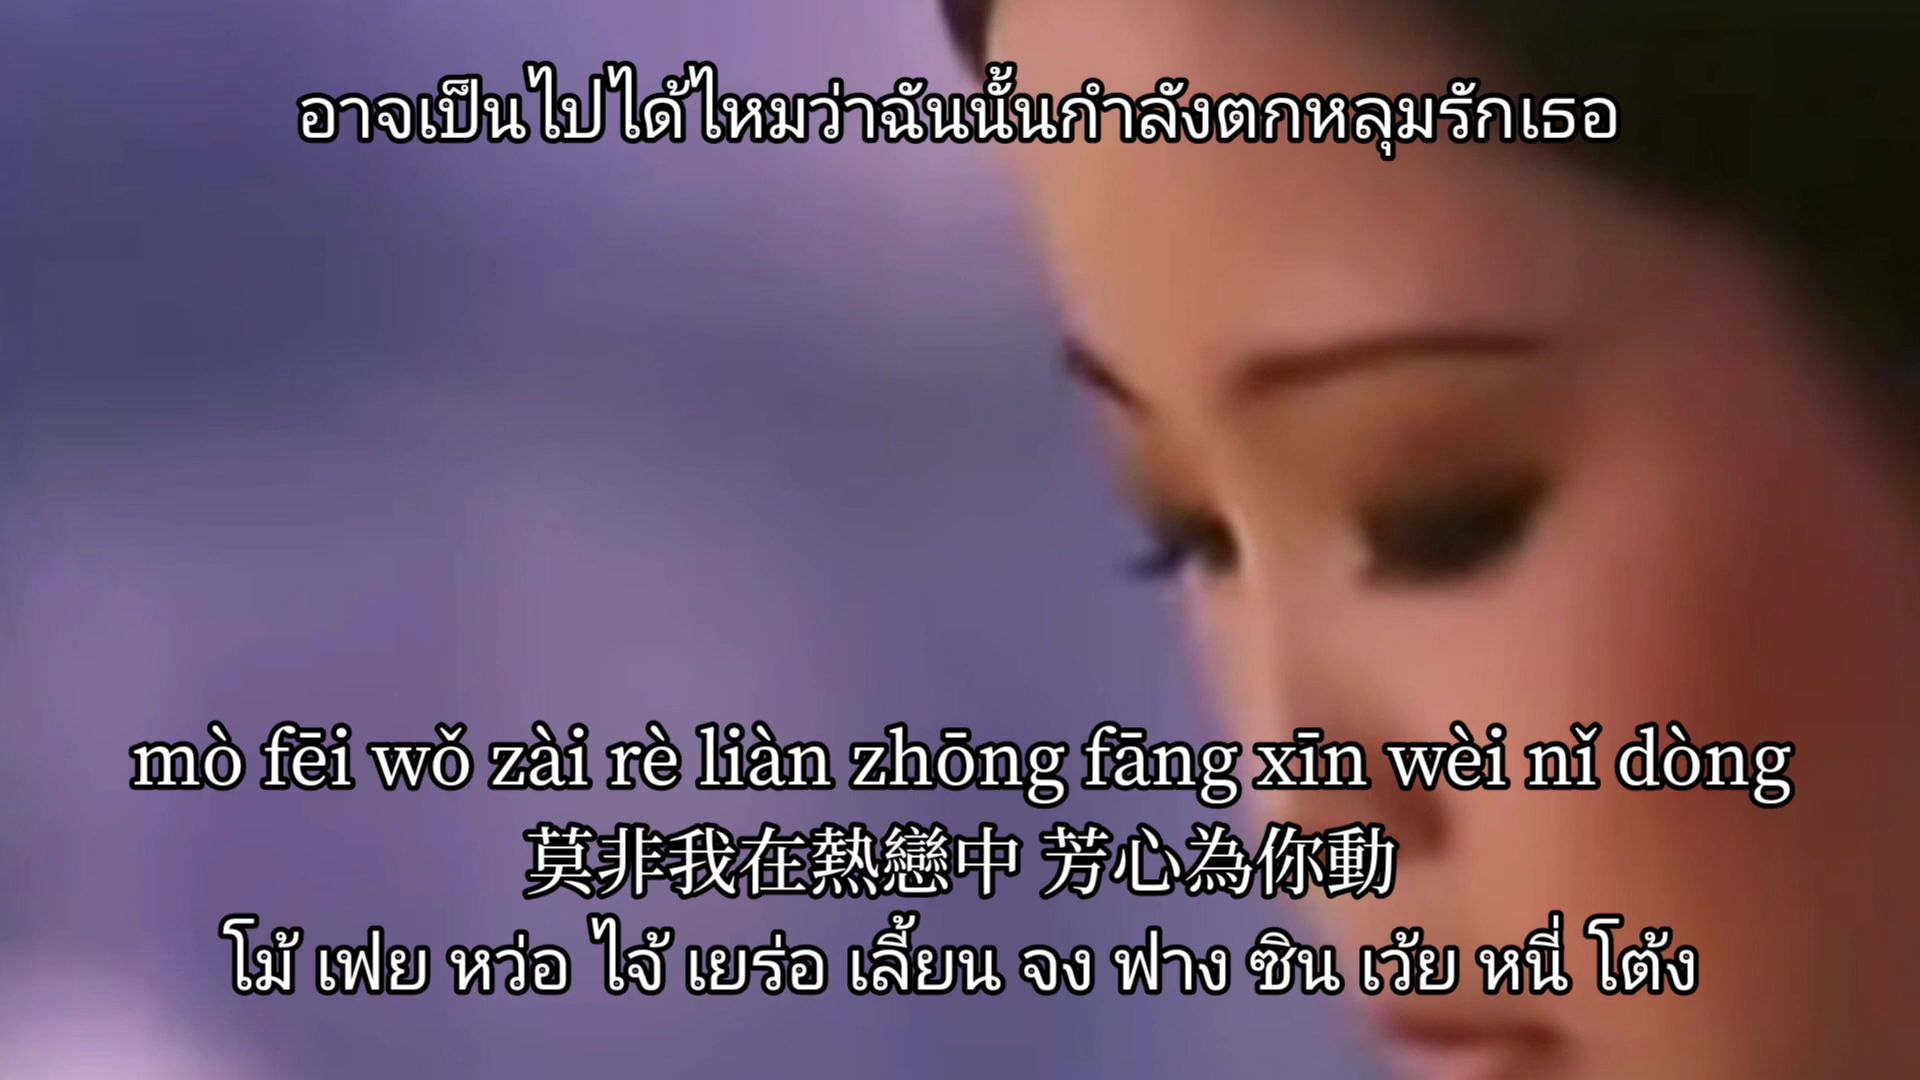 อาจเป็นไปได้ไหมว่าฉันนั้นกำลังตกหลุมรักเธอ
mò fēi wǒ zài rè liàn zhōng fāng xīn wèi nǐ dòng
莫非我在熱戀中 芳心為你動
โม้ เฟย หว่อ ไจ้ เยร่อ เลี้ยน จง ฟาง ซิน เว้ย หนี่ โต้ง